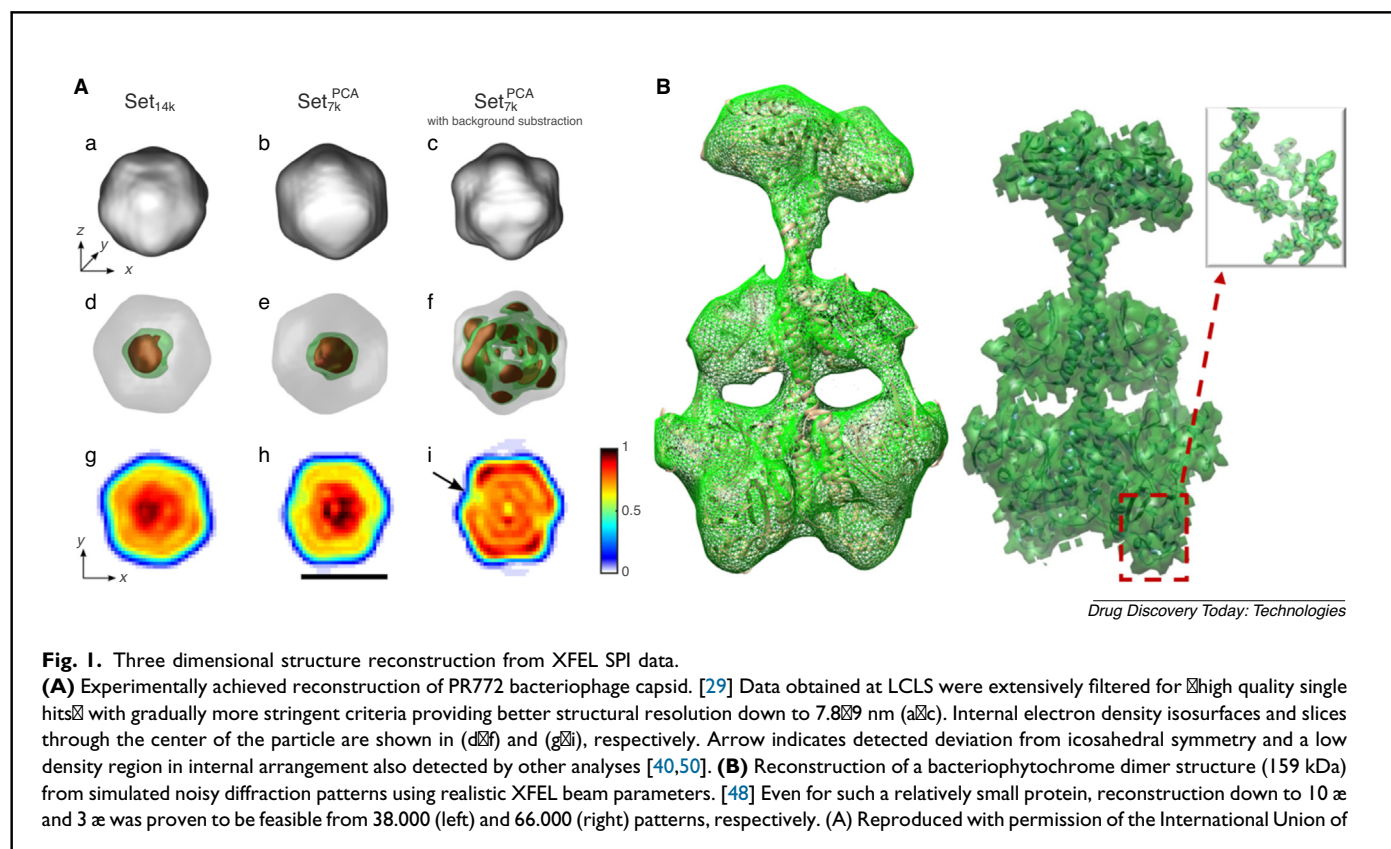 A
B
Set14k
Set7k PCA
Set7k PCA
with background substraction
a
b
c
z
y
x
d
e
f
g
h
i
1
0.5
0
y
x
Drug Discovery Today: Technologies
Fig. 1. Three dimensional structure reconstruction from XFEL SPI data.
(A) Experimentally achieved reconstruction of PR772 bacteriophage capsid. [29] Data obtained at LCLS were extensively filtered for �high quality single
hits� with gradually more stringent criteria providing better structural resolution down to 7.8�9 nm (a�c). Internal electron density isosurfaces and slices
through the center of the particle are shown in (d�f) and (g�i), respectively. Arrow indicates detected deviation from icosahedral symmetry and a low
density region in internal arrangement also detected by other analyses [40,50]. (B) Reconstruction of a bacteriophytochrome dimer structure (159 kDa)
from simulated noisy diffraction patterns using realistic XFEL beam parameters. [48] Even for such a relatively small protein, reconstruction down to 10 æ
and 3 æ was proven to be feasible from 38.000 (left) and 66.000 (right) patterns, respectively. (A) Reproduced with permission of the International Union of